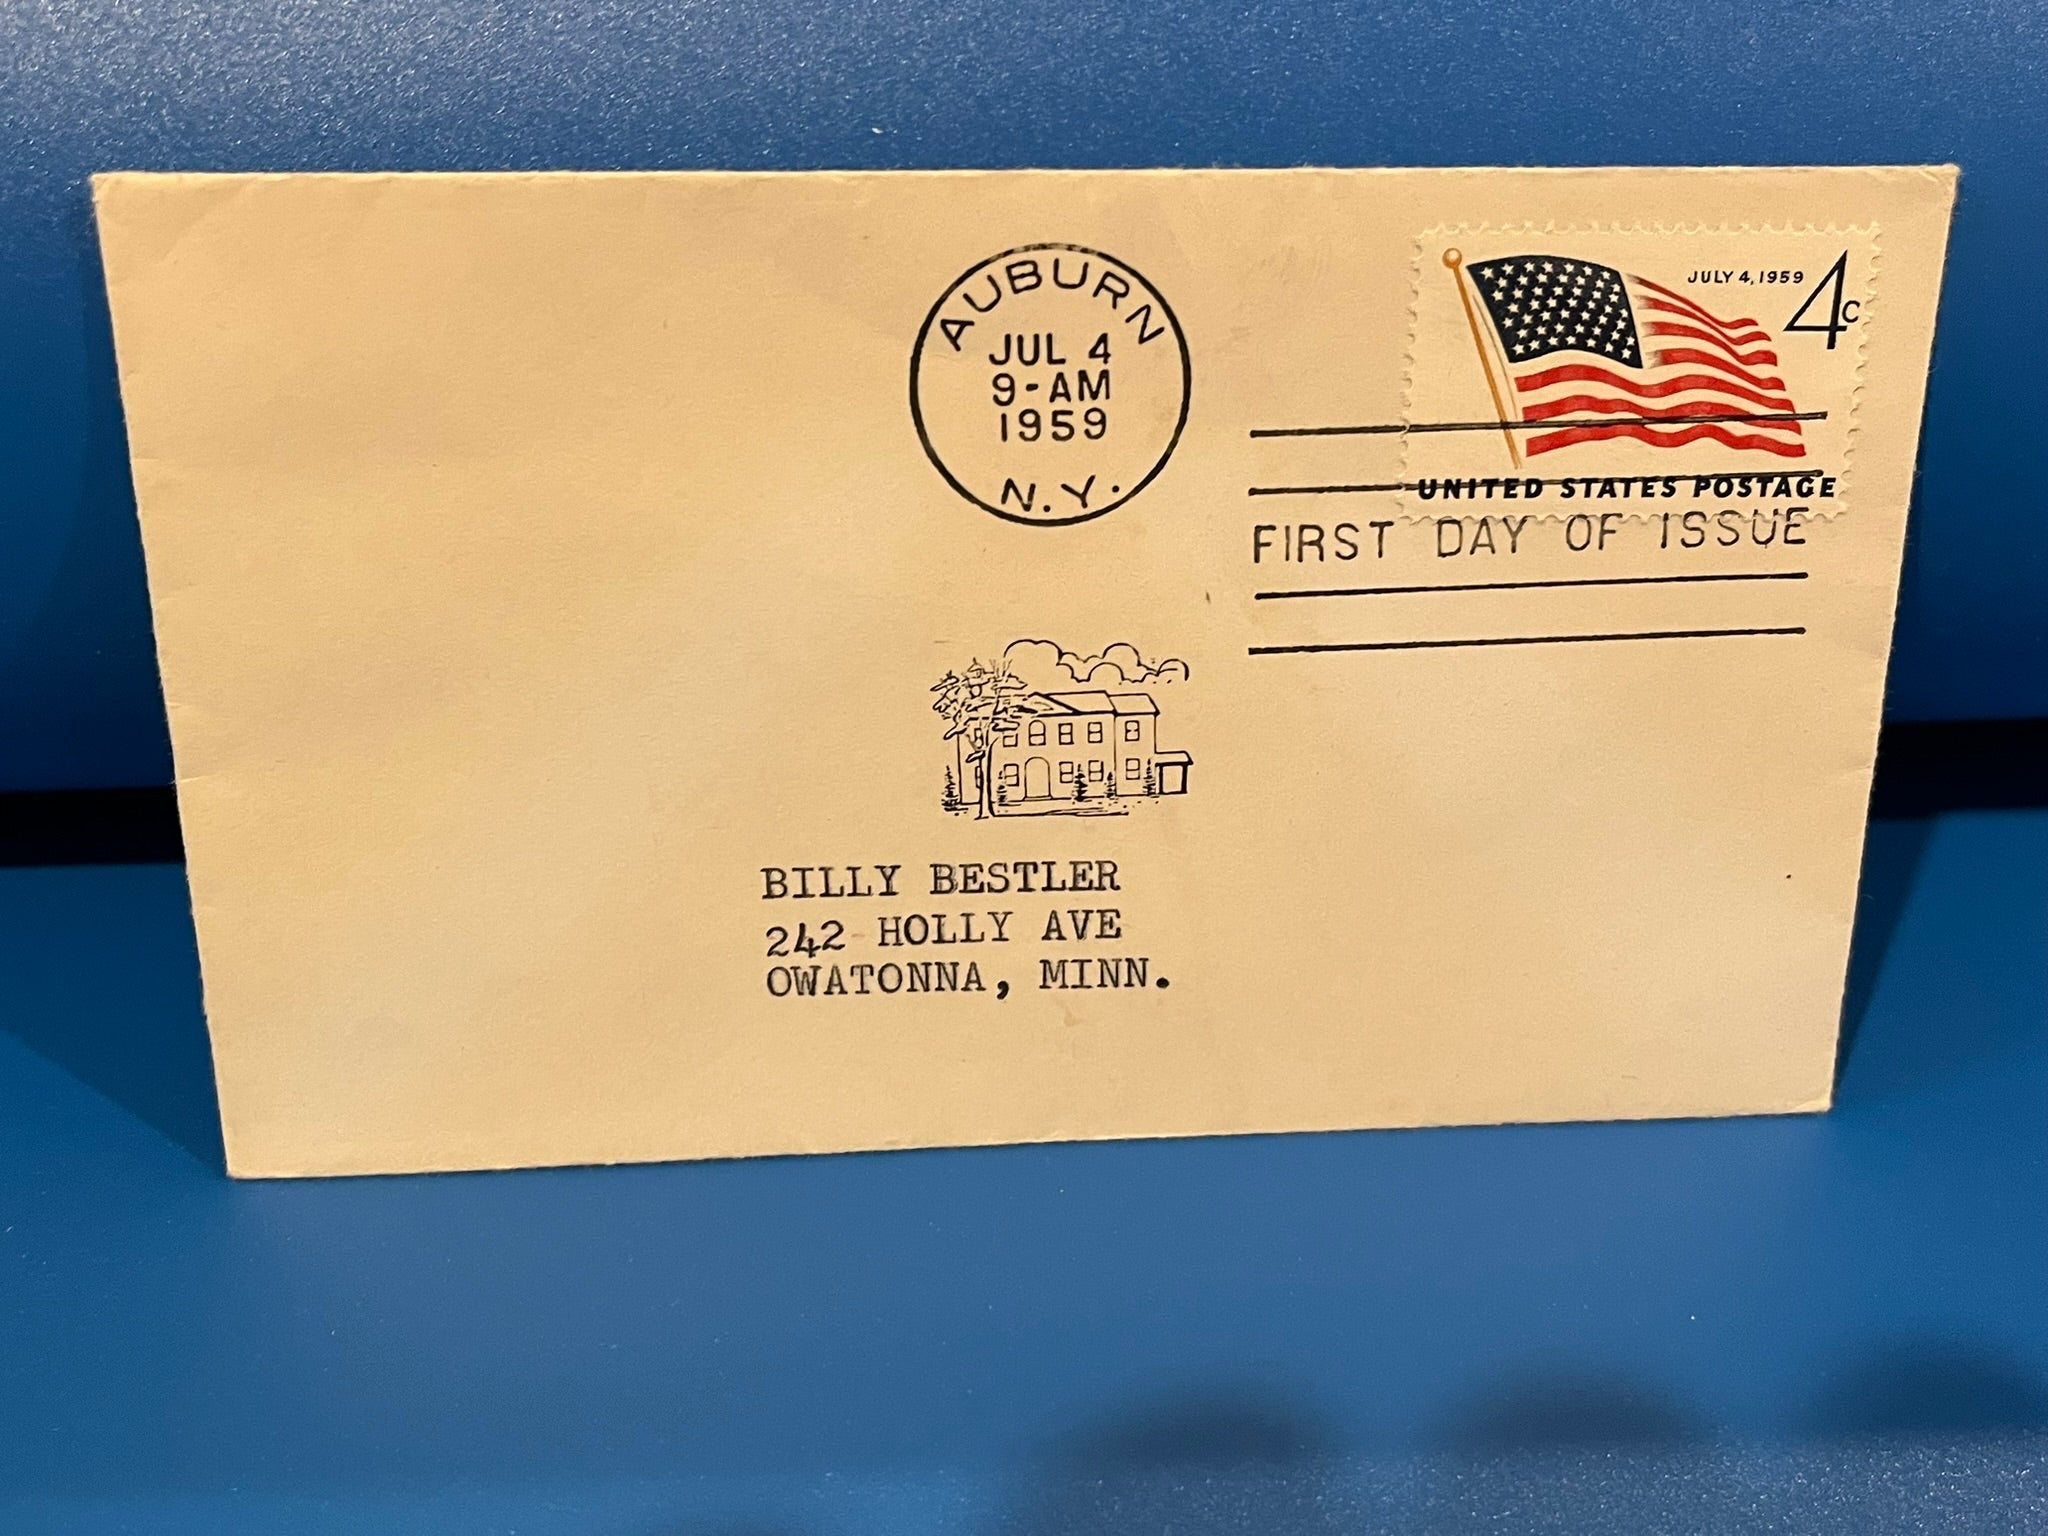 AUBURN
JUL 4
9-AM
1959
N.Y.
JULY 4, 1959
4c
UNITED STATES POSTAGE
FIRST DAY OF ISSUE
BILLY BESTLER
242 HOLLY AVE
OWATONNA, MINN.